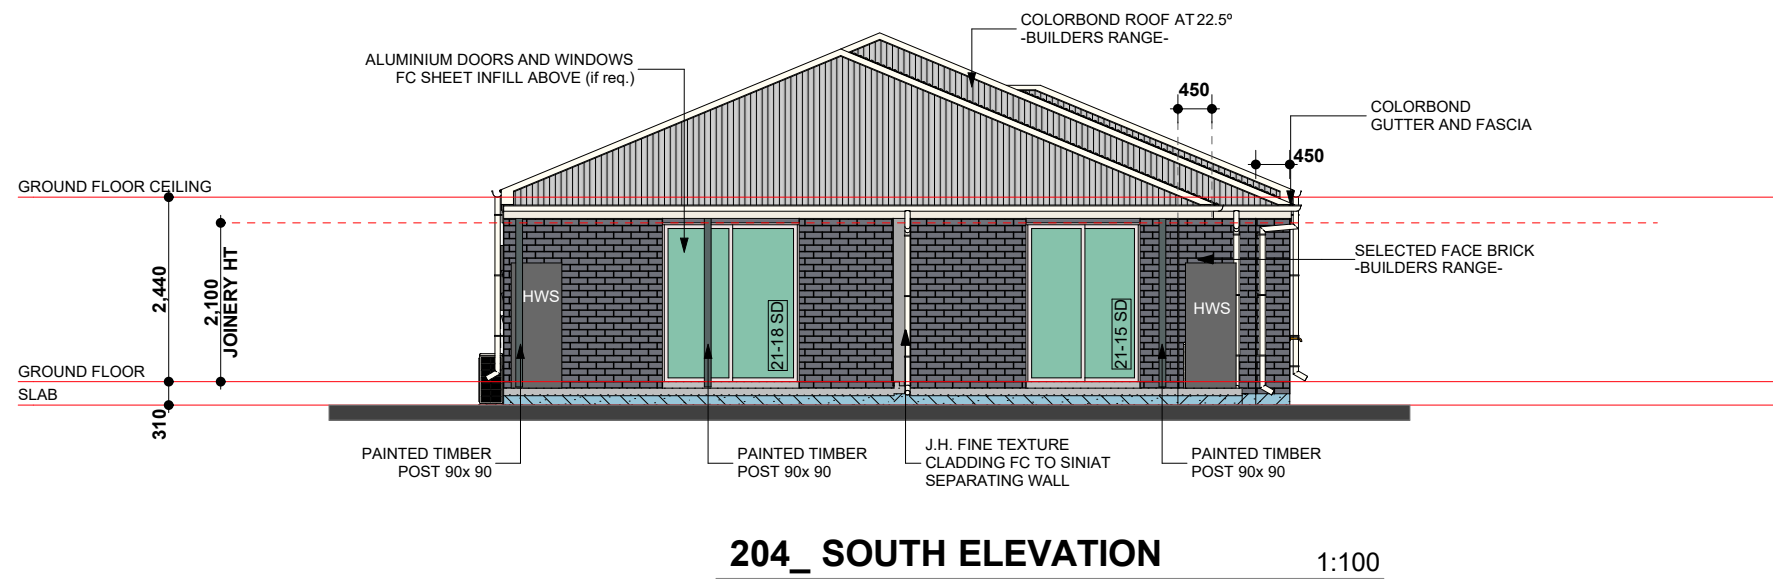 COLORBOND ROOF AT 22.5º
-BUILDERS RANGE-
ALUMINIUM DOORS AND WINDOWS
FC SHEET INFILL ABOVE (if req.)
450
COLORBOND
GUTTER AND FASCIA
450
GROUND FLOOR CEILING
2,440
2,100
JOINERY HT
SELECTED FACE BRICK
-BUILDERS RANGE-
HWS
21-18 SD
21-15 SD
HWS
GROUND FLOOR
SLAB
310
PAINTED TIMBER
POST 90x 90
PAINTED TIMBER
POST 90x 90
J.H. FINE TEXTURE
CLADDING FC TO SINIAT
SEPARATING WALL
PAINTED TIMBER
POST 90x 90
204_ SOUTH ELEVATION
1:100